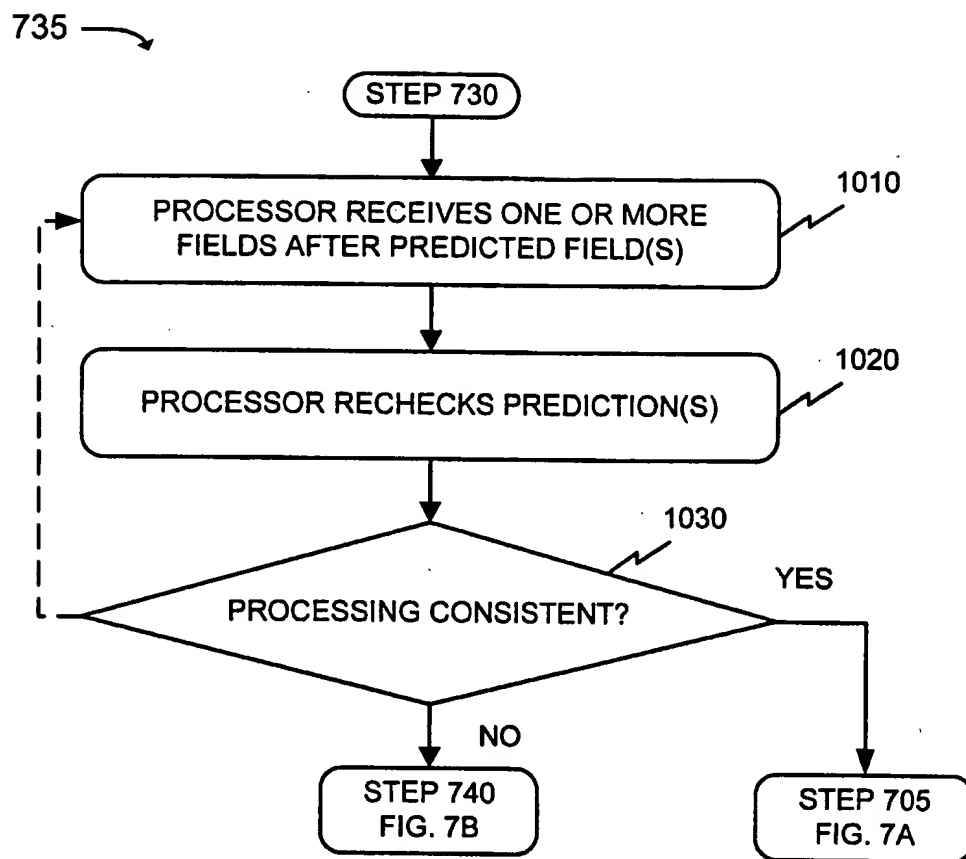 735
STEP 730
1010
PROCESSOR RECEIVES ONE OR MORE
FIELDS AFTER PREDICTED FIELD(S)
1020
PROCESSOR RECHECKS PREDICTION(S)
1030
YES
PROCESSING CONSISTENT?
NO
STEP 740
FIG. 7B
STEP 705
FIG. 7A